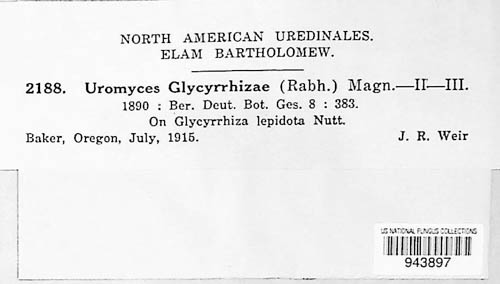 NORTH AMERICAN UREDINALES.
ELAM BARTHOLOMEW.
2188. Uromyces Glycyrrhizae (Rabh.) Magn.—II—III.
1890 : Ber. Deut. Bot. Ges. 8 : 383.
On Glycyrrhiza lepidota Nutt.
Baker, Oregon, July, 1915. J. R. Weir
US NATIONAL FUNGUS COLLECTIONS
943897